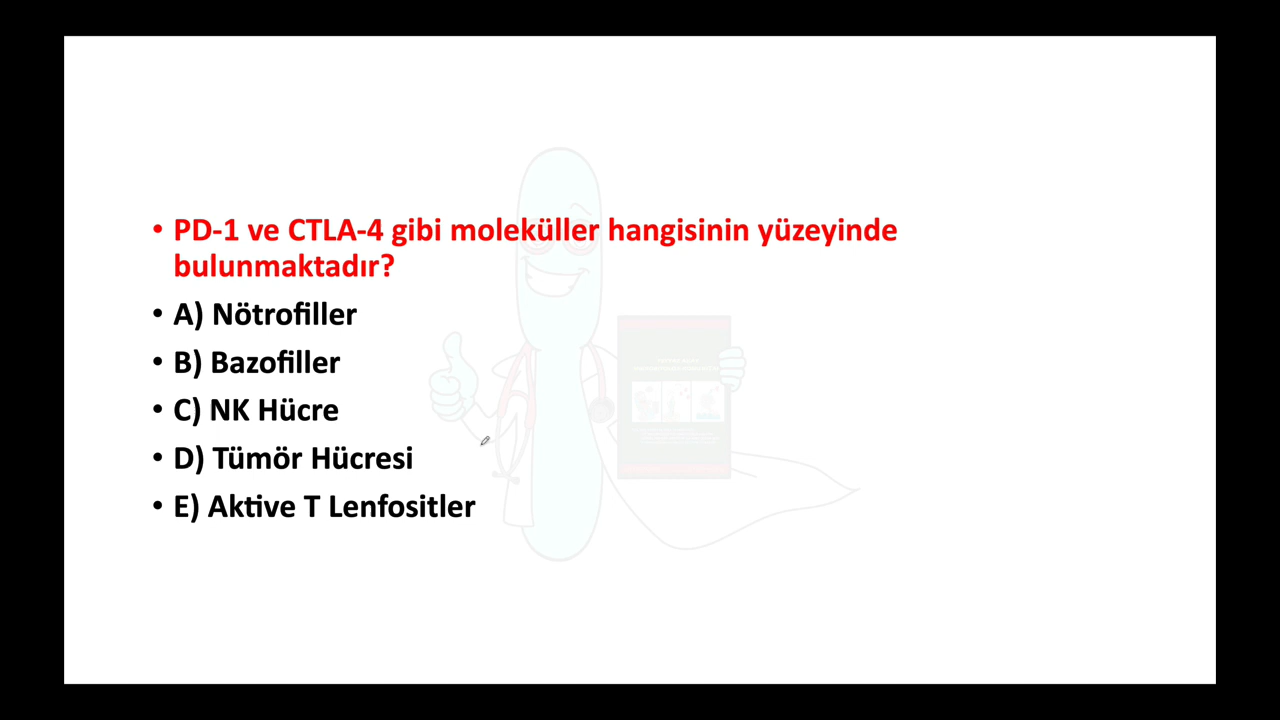 • PD-1 ve CTLA-4 gibi moleküller hangisinin yüzeyinde
bulunmaktadır?
• A) Nötrofiller
• B) Bazofiller
• C) NK Hücre
• D) Tümör Hücresi
• E) Aktive T Lenfositler